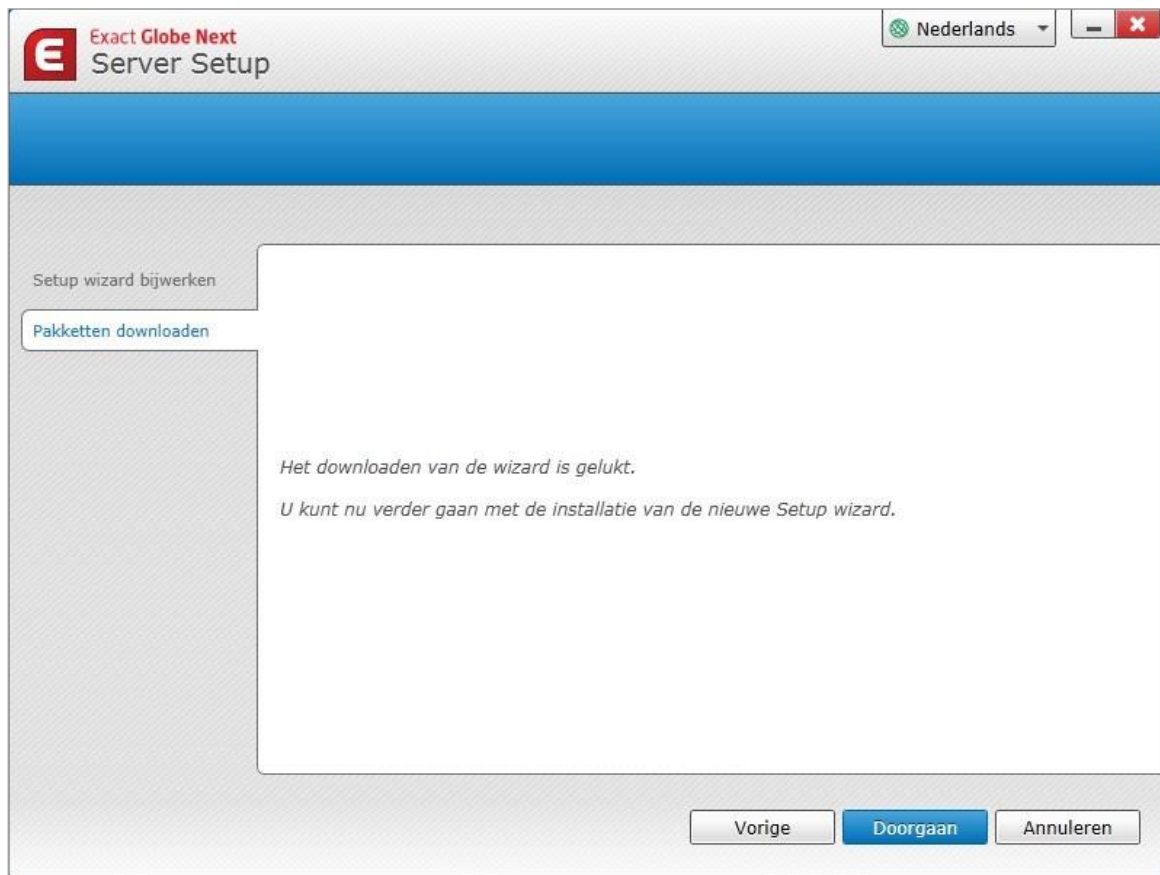 Exact Globe Next
Server Setup
Nederlands
Setup wizard bijwerken
Pakketten downloaden
Het downloaden van de wizard is gelukt.
U kunt nu verder gaan met de installatie van de nieuwe Setup wizard.
Vorige
Doorgaan
Annuleren